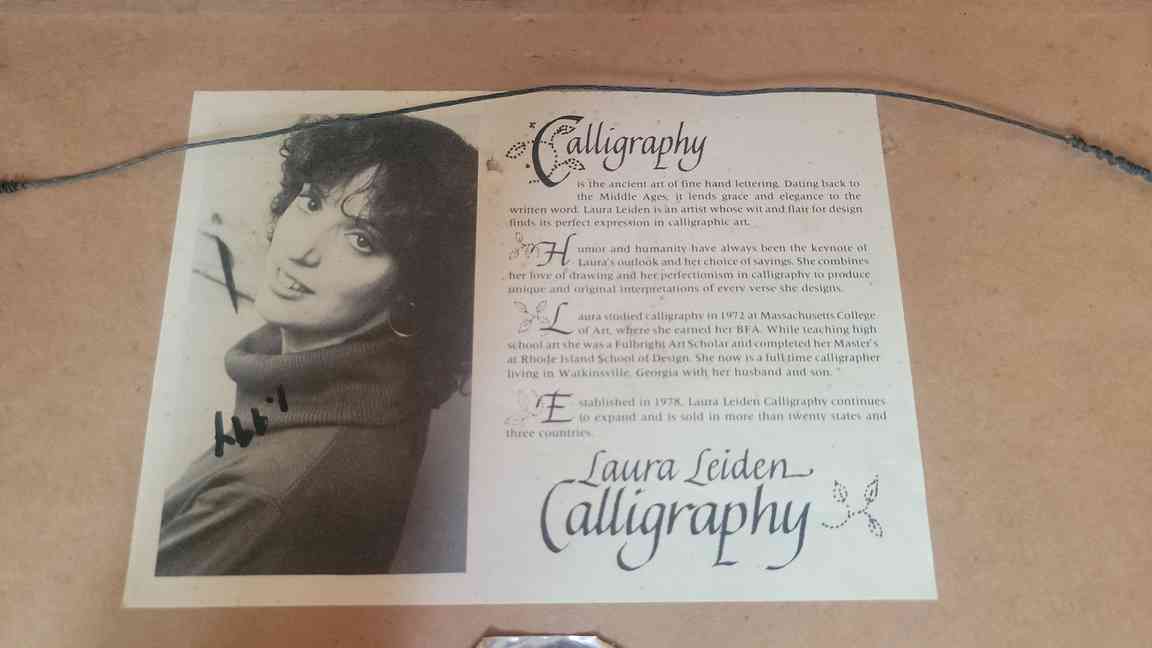 Calligraphy
is the ancient art of fine hand lettering. Dating back to
the Middle Ages, it lends grace and elegance to the
written word. Laura Leiden is an artist whose wit and flair for design
finds its perfect expression in calligraphic art.
Humor and humanity have always been the keynote of
Laura's outlook and her choice of sayings. She combines
her love of drawing and her perfectionism in calligraphy to produce
unique and original interpretations of every verse she designs.
Laura studied calligraphy in 1972 at Massachusetts College
of Art, where she earned her BFA. While teaching high
school art she was a Fulbright Art Scholar and completed her Master's
at Rhode Island School of Design. She now is a full time calligrapher
living in Watkinsville, Georgia with her husband and son.
Established in 1978, Laura Leiden Calligraphy continues
to expand and is sold in more than twenty states and
three countries.
Laura Leiden
Calligraphy